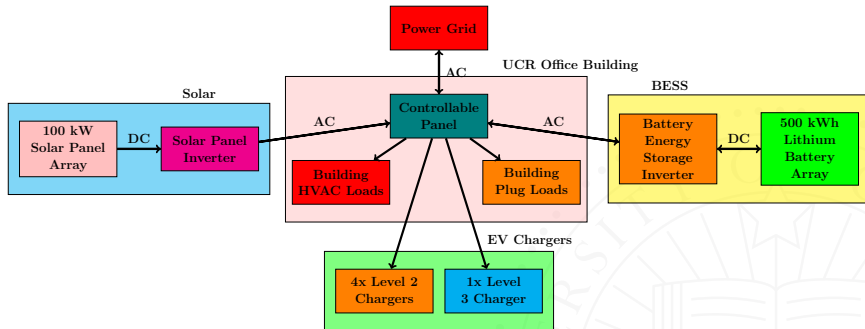 Power Grid
AC
UCR Office Building
Solar
BESS
AC
Controllable
Panel
AC
100 kW
Solar Panel
Array
DC
Solar Panel
Inverter
Battery
Energy
Storage
Inverter
DC
500 kWh
Lithium
Battery
Array
Building
HVAC Loads
Building
Plug Loads
EV Chargers
4x Level 2
Chargers
1x Level
3 Charger